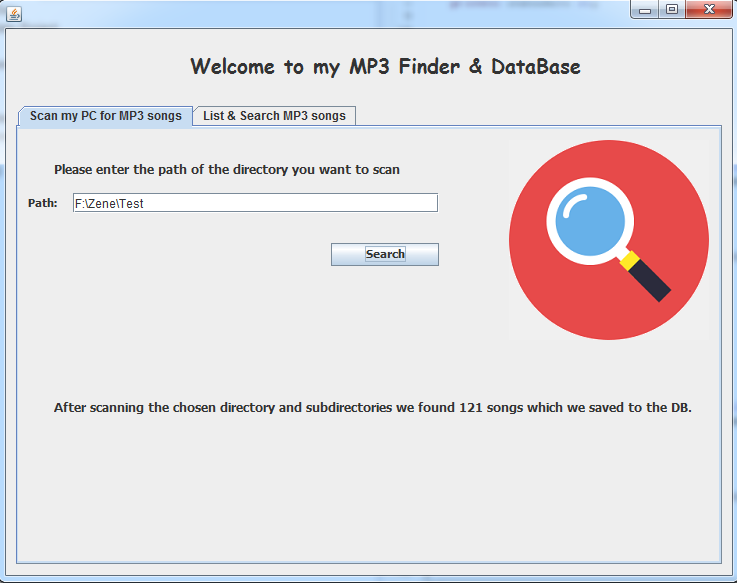 Welcome to my MP3 Finder & DataBase
Scan my PC for MP3 songs
List & Search MP3 songs
Please enter the path of the directory you want to scan
Path:
F:\Zene\Test
Search
After scanning the chosen directory and subdirectories we found 121 songs which we saved to the DB.